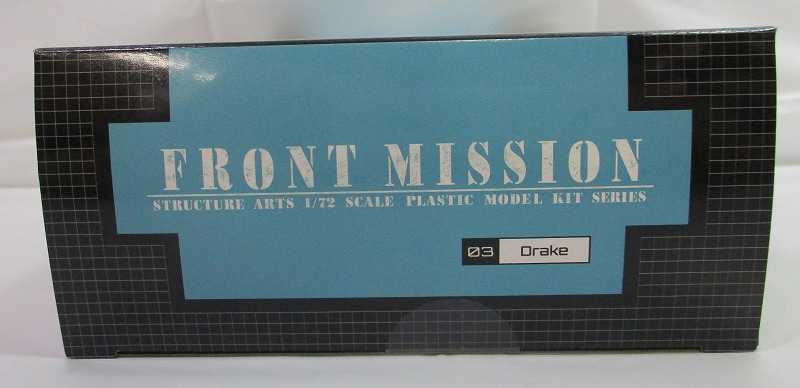 FRONT MISSION
STRUCTURE ARTS 1/72 SCALE PLASTIC MODEL KIT SERIES
03 Drake